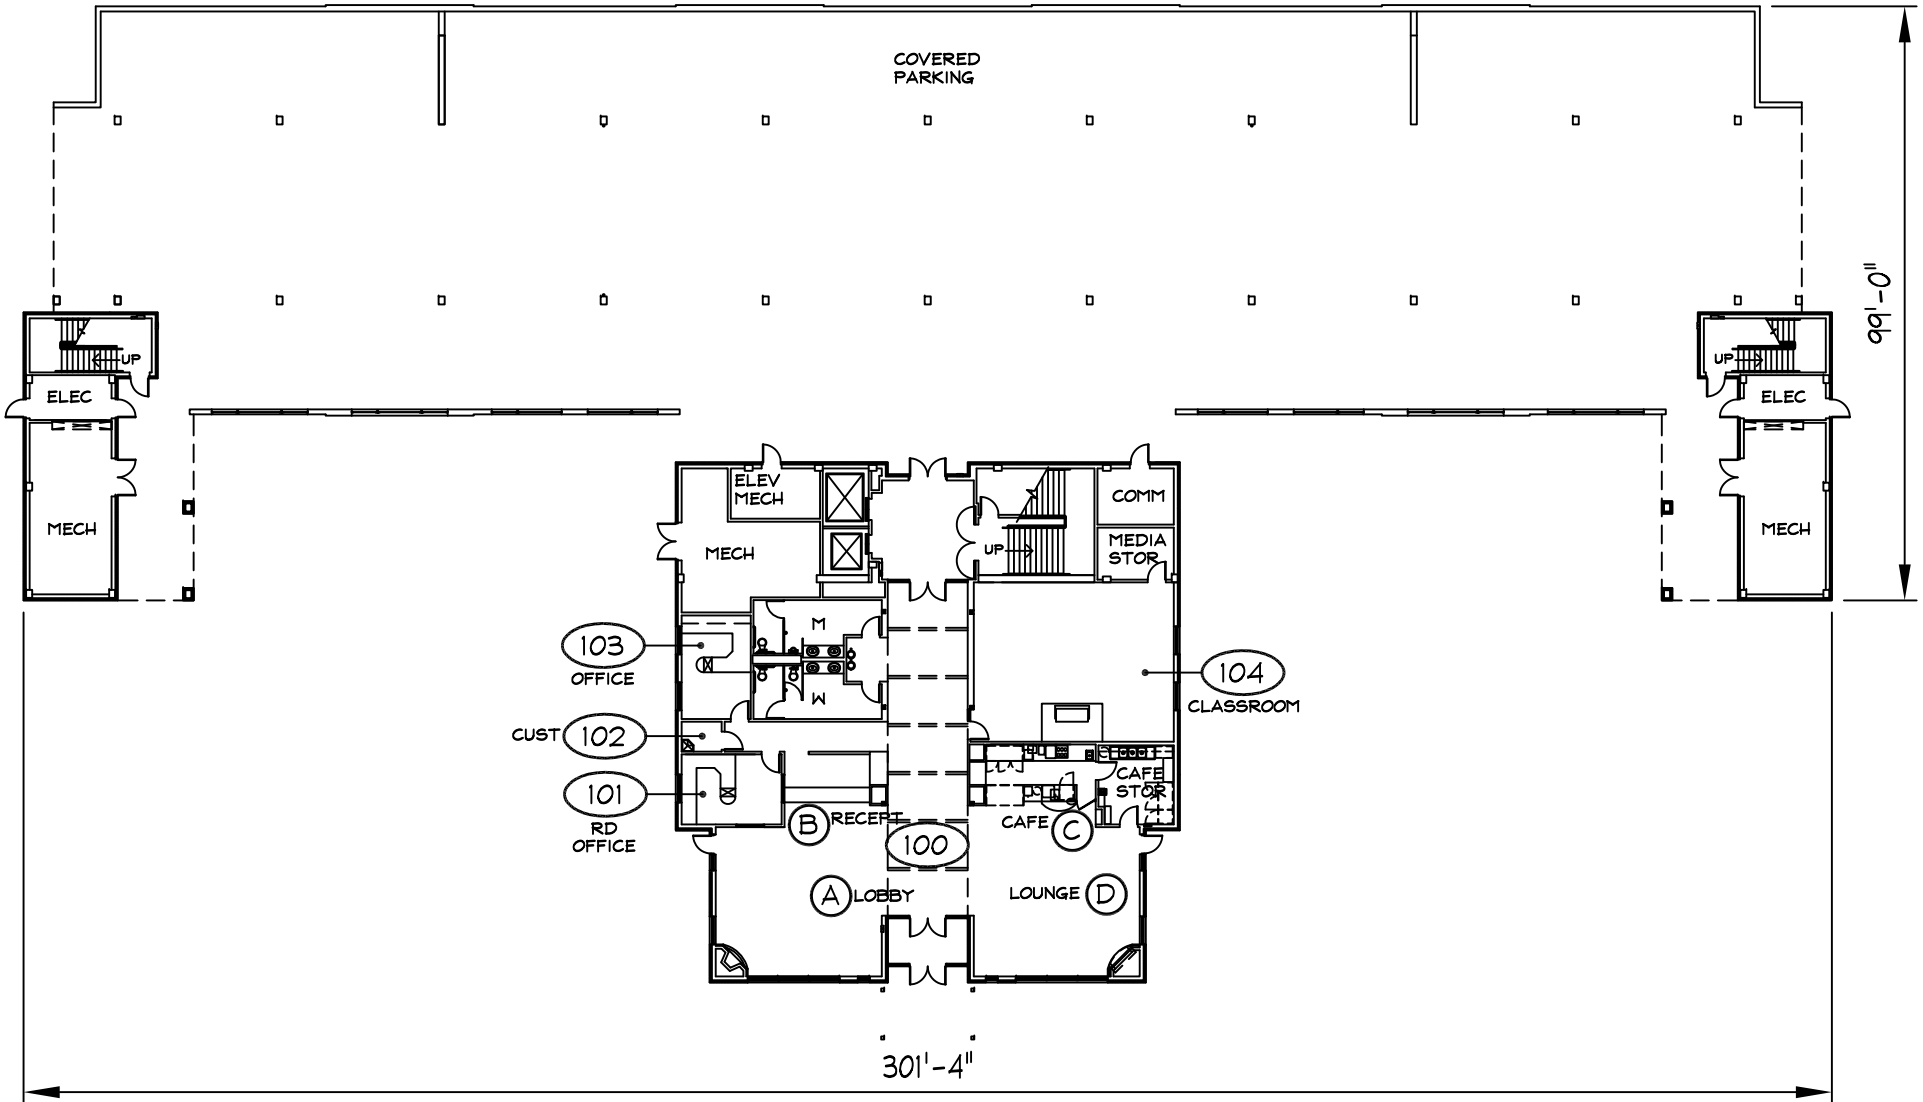 COVERED
PARKING
99'-0"
UP
UP
ELEC
ELEC
ELEV
MECH
COMM
MECH
MECH
MECH
UP
MEDIA
STOR
M
103
OFFICE
W
104
CLASSROOM
CUST 102
101
RD
OFFICE
B RECEPT
100
CAFE C
CAFE
STOR
A LOBBY
LOUNGE D
301'-4"